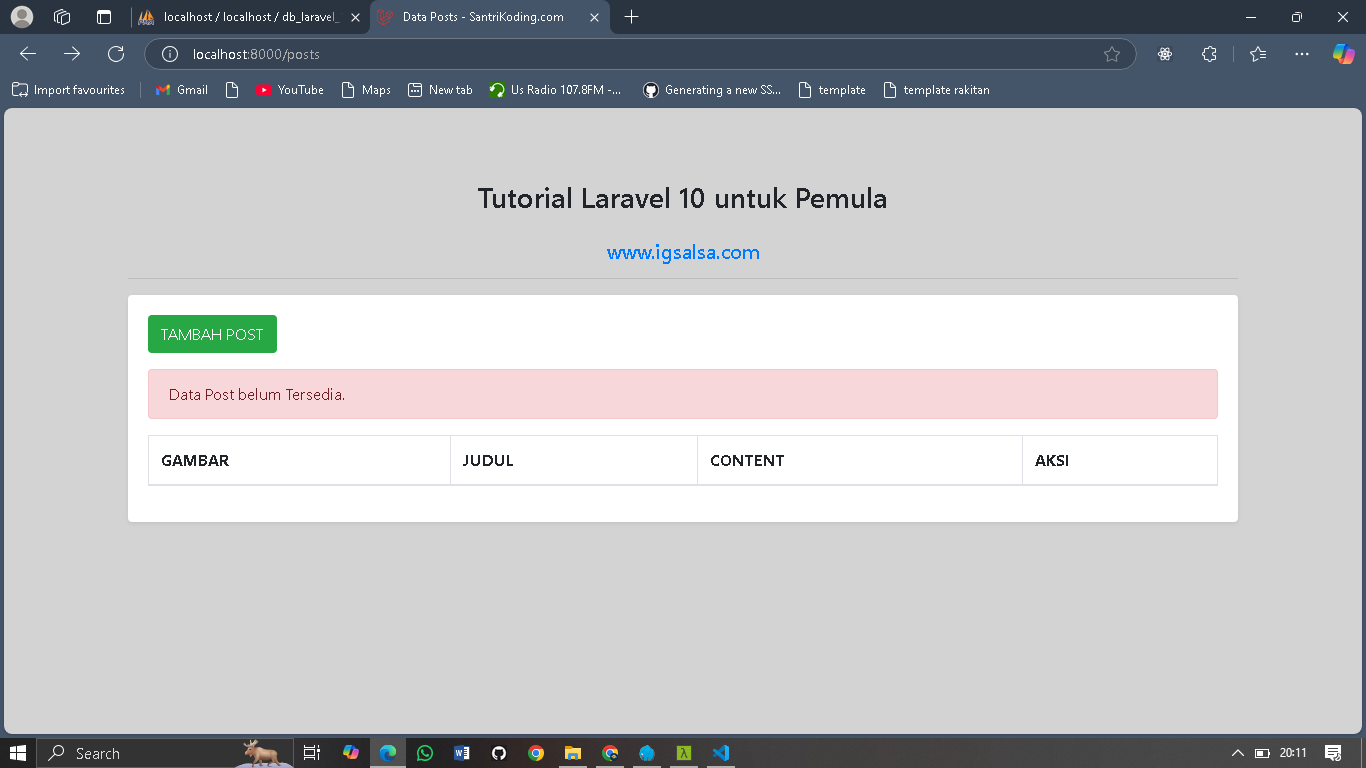 localhost / localhost / db_laravel_
Data Posts - SantriKoding.com
localhost:8000/posts
Import favourites
Gmail
YouTube
Maps
New tab
Us Radio 107.8FM -...
Generating a new SS...
template
template rakitan
Tutorial Laravel 10 untuk Pemula
www.igsalsa.com
TAMBAH POST
Data Post belum Tersedia.
GAMBAR JUDUL CONTENT AKSI
Search
20:11